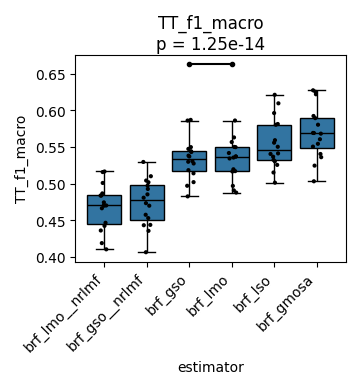 TT_f1_macro
p = 1.25e-14
TT_f1_macro
0.65
0.60
0.55
0.50
0.45
0.40
brf_lmo__nrlmf
brf_gso__nrlmf
brf_gso
brf_lmo
brf_lso
brf_gmosa
estimator